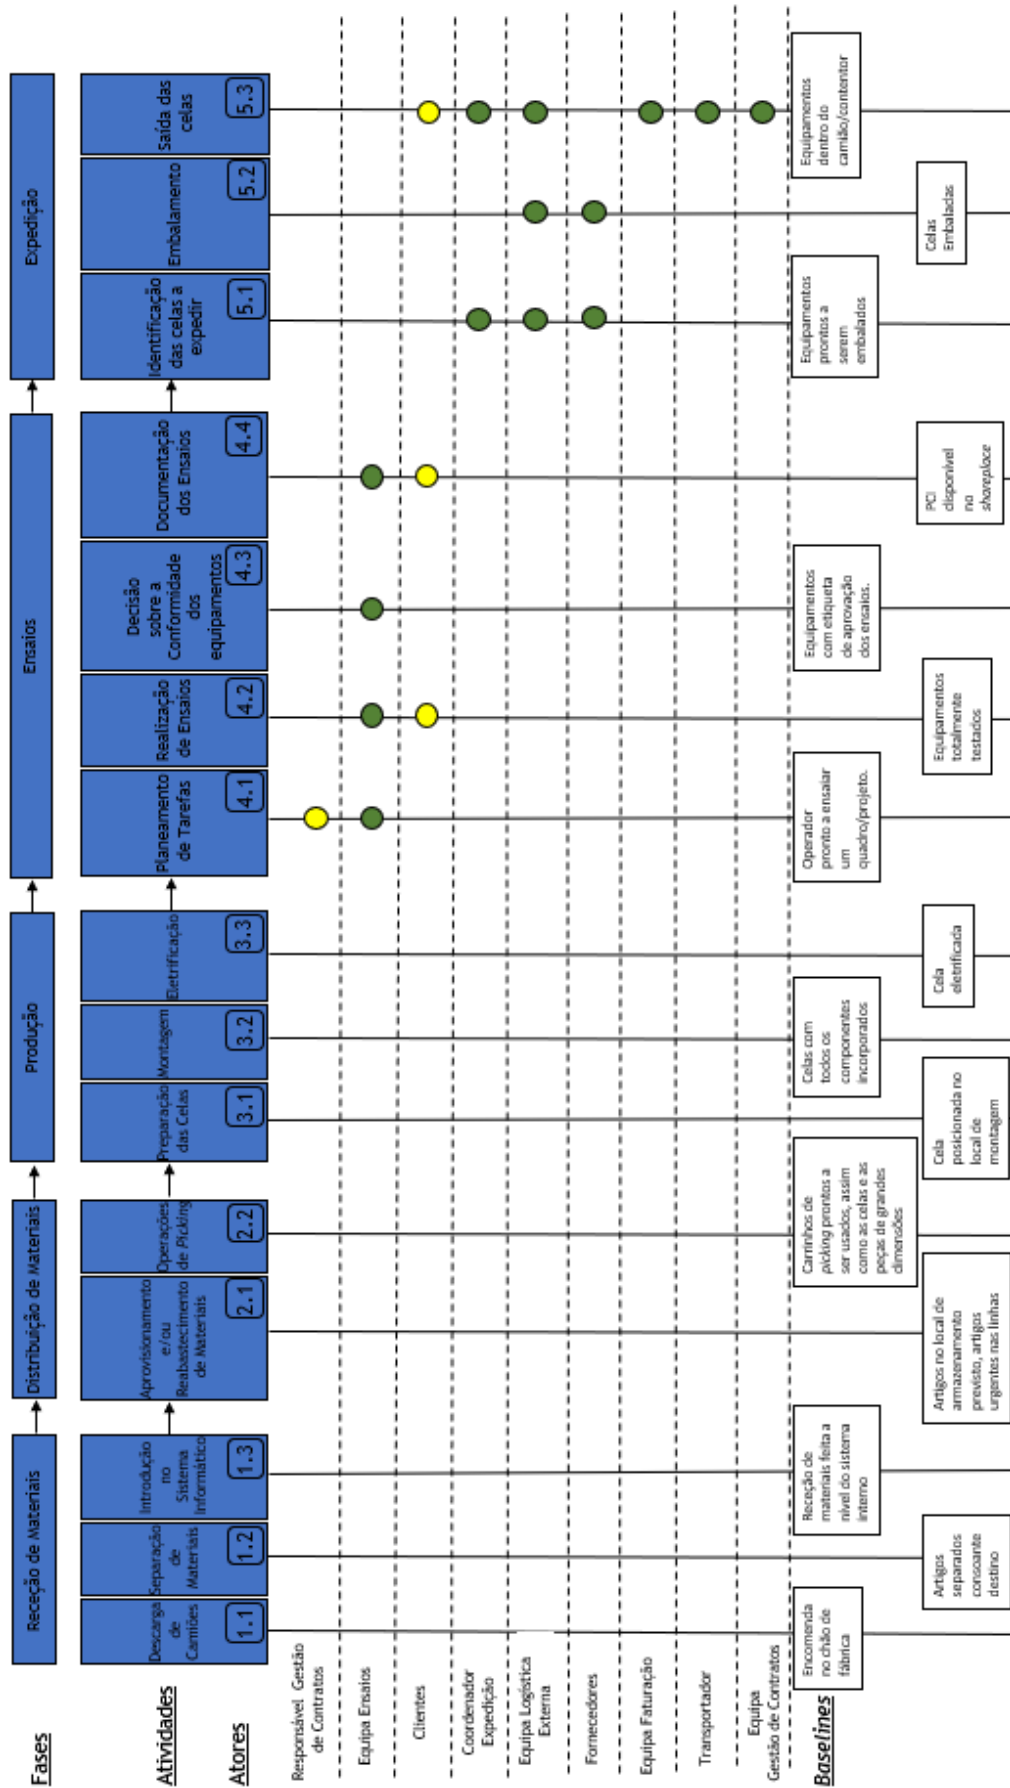 Fases
Receção de Materiais
Distribuição de Materiais
Produção
Ensaios
Expedição
Atividades
Descarga
de
Camiões
1.1
Separação
de
Materiais
1.2
Introdução
no
Sistema
Informático
1.3
Aprovisionamento
e/ou
Reabastecimento
de Materiais
2.1
Operações
de Picking
2.2
Preparação
das Celas
3.1
Montagem
3.2
Eletrificação
3.3
Planeamento
de Tarefas
4.1
Realização
de Ensaios
4.2
Decisão
sobre a
Conformidade
dos
equipamentos
4.3
Documentação
dos Ensaios
4.4
Identificação
das celas a
expedir
5.1
Embalamento
5.2
Saída das
celas
5.3
Atores
Responsável Gestão
de Contratos
Equipa Ensaios
Clientes
Coordenador
Expedição
Equipa Logística
Externa
Fornecedores
Equipa Faturação
Transportador
Equipa
Gestão de Contratos
Baselines
Encomenda
no chão de
fábrica
Artigos
separados
consoante
destino
Receção de
materiais feita a
nível do sistema
interno
Artigos no local de
armazenamento
previsto, artigos
urgentes nas linhas
Carrinhos de
picking prontos a
ser usados, assim
como as celas e as
peças de grandes
dimensões
Cela
posicionada no
local de
montagem
Celas com
todos os
componentes
incorporados
Cela
eletrificada
Operador
pronto a ensaiar
um
quadro/projeto.
Equipamentos
totalmente
testados
Equipamentos
com etiqueta
de aprovação
dos ensaios.
PCI
disponível
no
shareplace
Equipamentos
prontos a
serem
embalados
Celas
Embaladas
Equipamentos
dentro do
camião/contentor